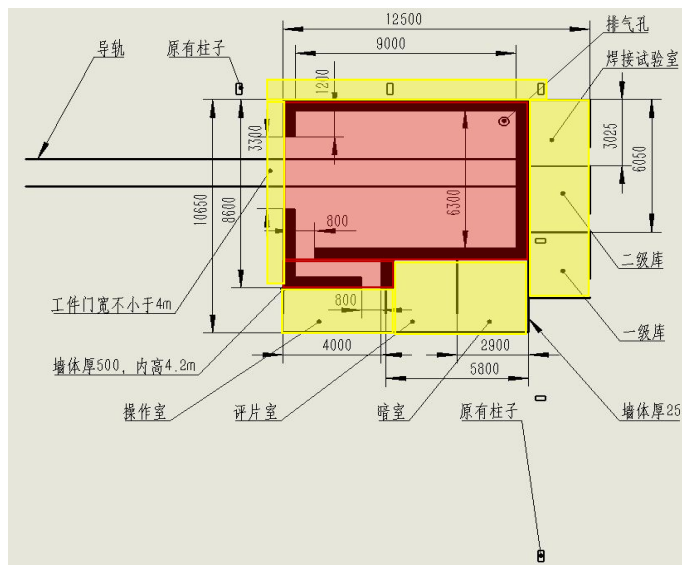 12500
排气孔
导轨
原有柱子
9000
焊接试验室
1200
3300
3025
6050
10650
8600
6300
800
二级库
工件门宽不小于4m
800
一级库
墙体厚500, 内高4.2m
4000
2900
5800
操作室
评片室
暗室
原有柱子
墙体厚25